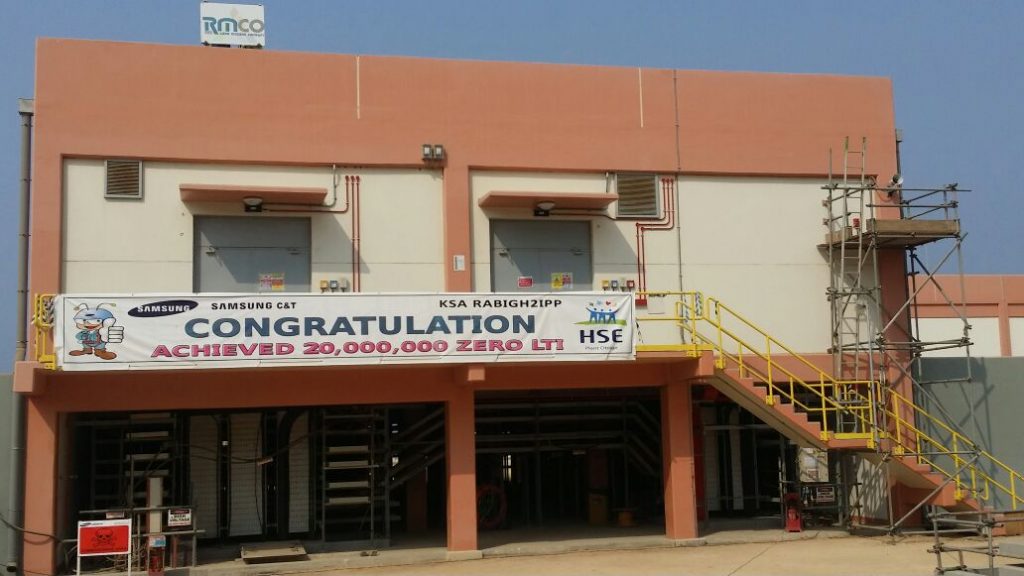 RMCO
SAMSUNG
SAMSUNG C&T
KSA RABIGH2IPP
CONGRATULATION
ACHIEVED 20,000,000 ZERO LTI
HSE